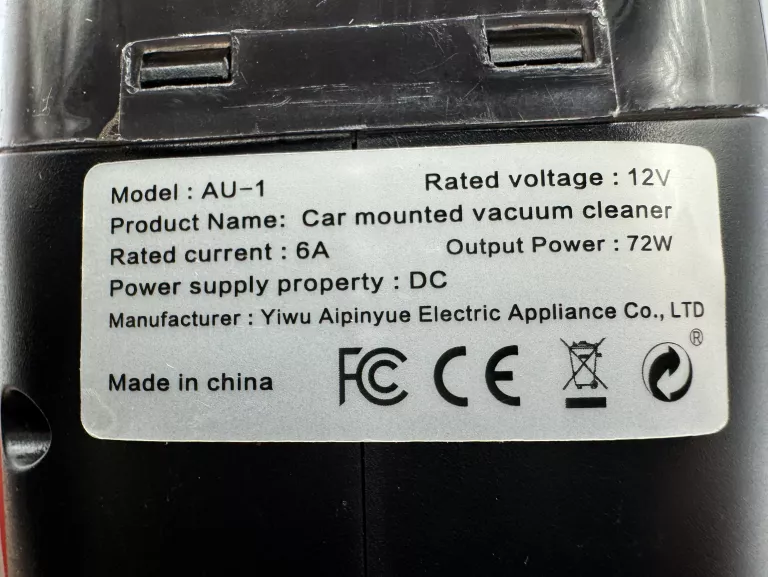 Model : AU-1 Rated voltage : 12V
Product Name: Car mounted vacuum cleaner
Rated current : 6A Output Power : 72W
Power supply property : DC
Manufacturer : Yiwu Aipinyue Electric Appliance Co., LTD
Made in china FC CE ®